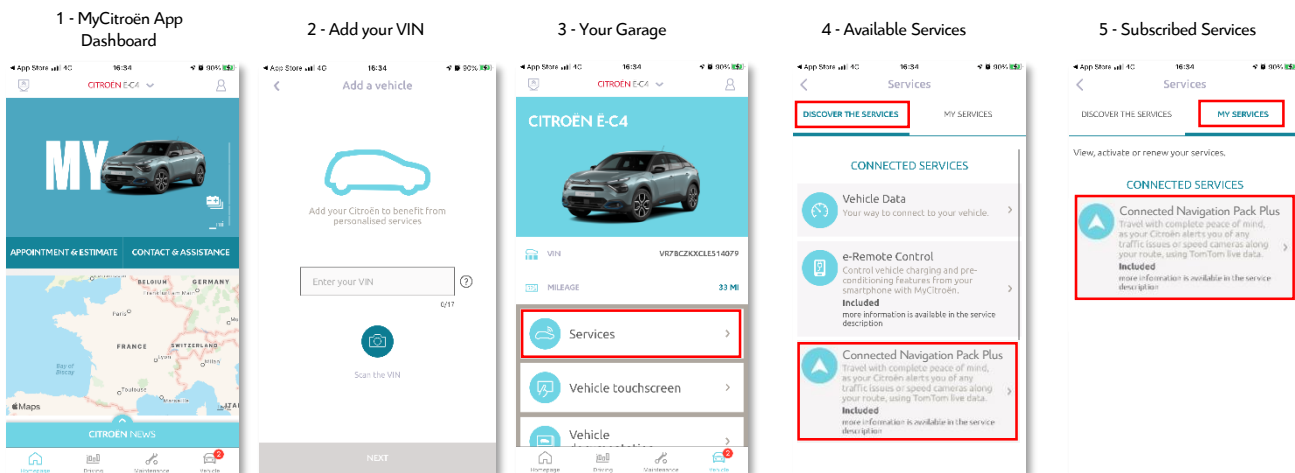 1 - MyCitroën App
Dashboard
App Store 4G 16:34 90%
CITROËN Ë-C4
MY
APPOINTMENT & ESTIMATE CONTACT & ASSISTANCE
BELGIUM GERMANY
Frankfurt am Main
Paris
FRANCE SWITZERLAND
Lyon
Milan
Bay of
Biscay
Toulouse
Marseille
Maps
CITROËN NEWS
2
Homepage Driving Maintenance Vehicle
2 - Add your VIN
App Store 4G 16:34 90%
Add a vehicle
Add your Citroën to benefit from
personalised services
Enter your VIN ?
0/17
Scan the VIN
NEXT
3 - Your Garage
App Store 4G 16:34 90%
CITROËN Ë-C4
CITROËN Ë-C4
VIN VR7BCZKXCLE514079
MILEAGE 33 MI
Services
Vehicle touchscreen
Vehicle
2
Homepage Driving Maintenance Vehicle
4 - Available Services
App Store 4G 16:34 90%
Services
DISCOVER THE SERVICES MY SERVICES
CONNECTED SERVICES
Vehicle Data
Your way to connect to your vehicle.
e-Remote Control
Control vehicle charging and pre-
conditioning features from your
smartphone with MyCitroën.
Included
more information is available in the service
description
Connected Navigation Pack Plus
Travel with complete peace of mind,
as your Citroën alerts you of any
traffic issues or speed cameras along
your route, using TomTom live data.
Included
more information is available in the service
description
5 - Subscribed Services
App Store 4G 16:34 90%
Services
DISCOVER THE SERVICES MY SERVICES
View, activate or renew your services.
CONNECTED SERVICES
Connected Navigation Pack Plus
Travel with complete peace of mind,
as your Citroën alerts you of any
traffic issues or speed cameras along
your route, using TomTom live data.
Included
more information is available in the service
description